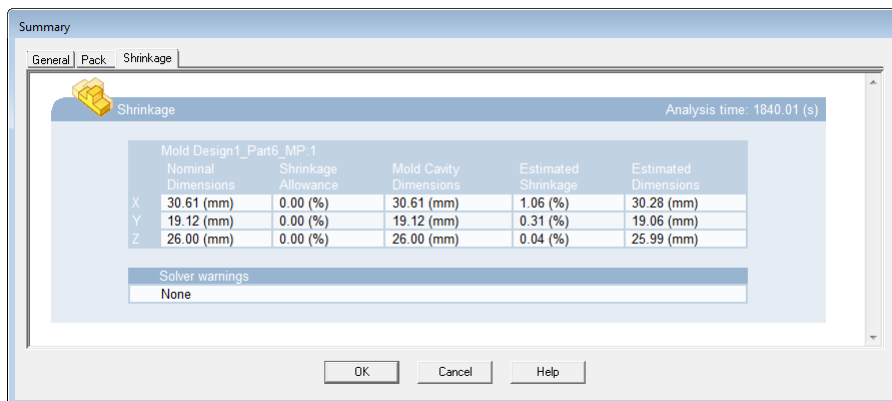 Summary
General Pack Shrinkage
Shrinkage Analysis time: 1840.01 (s)
Mold Design1_Part6_MP:1
Nominal Shrinkage Mold Cavity Estimated Estimated
Dimensions Allowance Dimensions Shrinkage Dimensions
X 30.61 (mm) 0.00 (%) 30.61 (mm) 1.06 (%) 30.28 (mm)
Y 19.12 (mm) 0.00 (%) 19.12 (mm) 0.31 (%) 19.06 (mm)
Z 26.00 (mm) 0.00 (%) 26.00 (mm) 0.04 (%) 25.99 (mm)
Solver warnings
None
OK Cancel Help